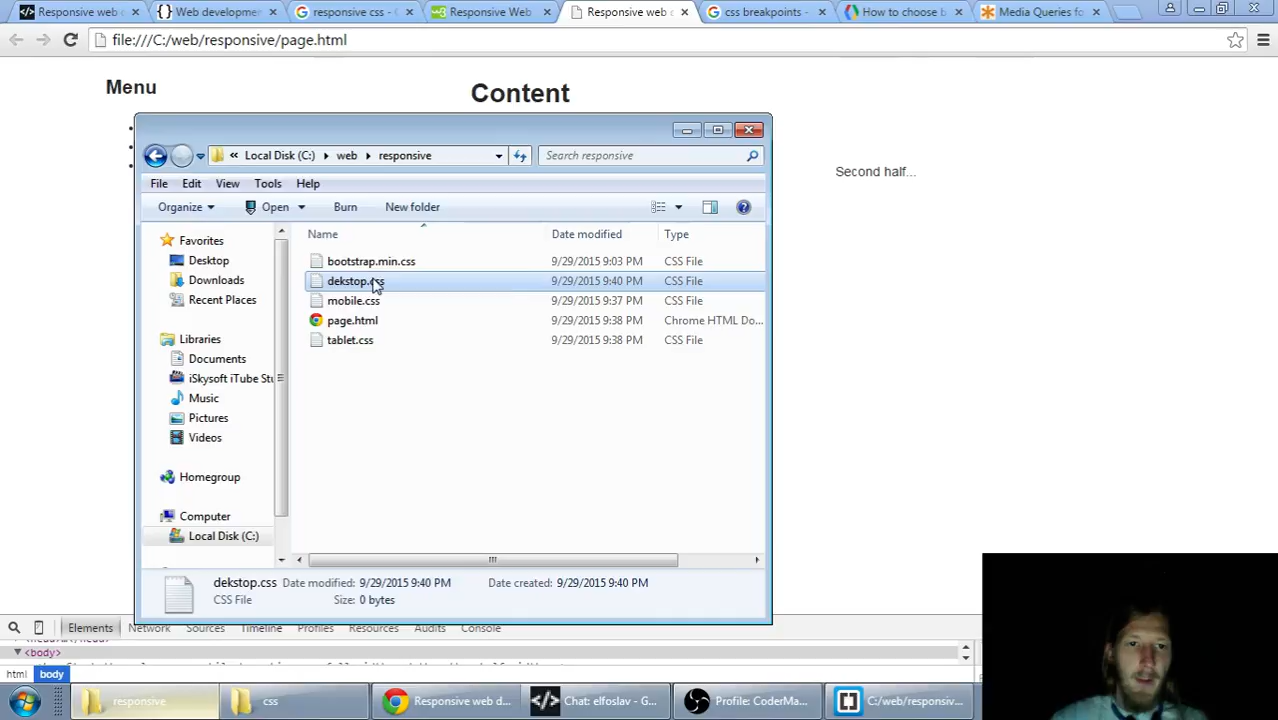 Responsive web d
Web developmen
responsive css - G
Responsive Web
Responsive web c
css breakpoints -
How to choose b
Media Queries fo
file:///C:/web/responsive/page.html
Menu
Content
Second half...
Local Disk (C:) web responsive
Search responsive
File Edit View Tools Help
Organize Open Burn New folder
Name Date modified Type
bootstrap.min.css 9/29/2015 9:03 PM CSS File
dekstop.css 9/29/2015 9:40 PM CSS File
mobile.css 9/29/2015 9:37 PM CSS File
page.html 9/29/2015 9:38 PM Chrome HTML Do...
tablet.css 9/29/2015 9:38 PM CSS File
Favorites
Desktop
Downloads
Recent Places
Libraries
Documents
iSkysoft iTube Stu
Music
Pictures
Videos
Homegroup
Computer
Local Disk (C:)
dekstop.css Date modified: 9/29/2015 9:40 PM Date created: 9/29/2015 9:40 PM
CSS File Size: 0 bytes
Elements Network Sources Timeline Profiles Resources Audits Console
<body>
html body
responsive
css
Responsive web d...
Chat: elfoslav - G...
Profile: CoderMa...
C:/web/responsiv...